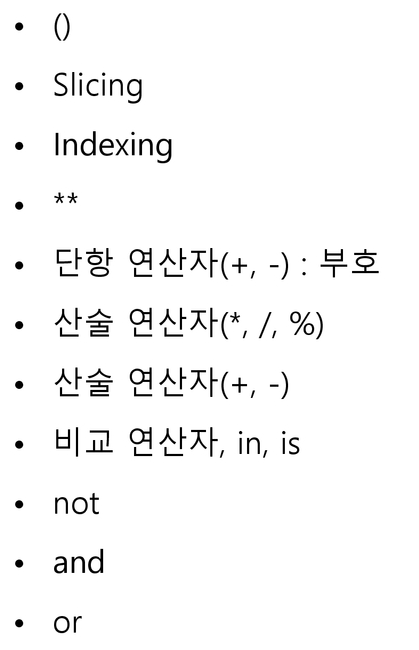 • ()
• Slicing
• Indexing
• **
• 단항 연산자(+, -) : 부호
• 산술 연산자(*, /, %)
• 산술 연산자(+, -)
• 비교 연산자, in, is
• not
• and
• or